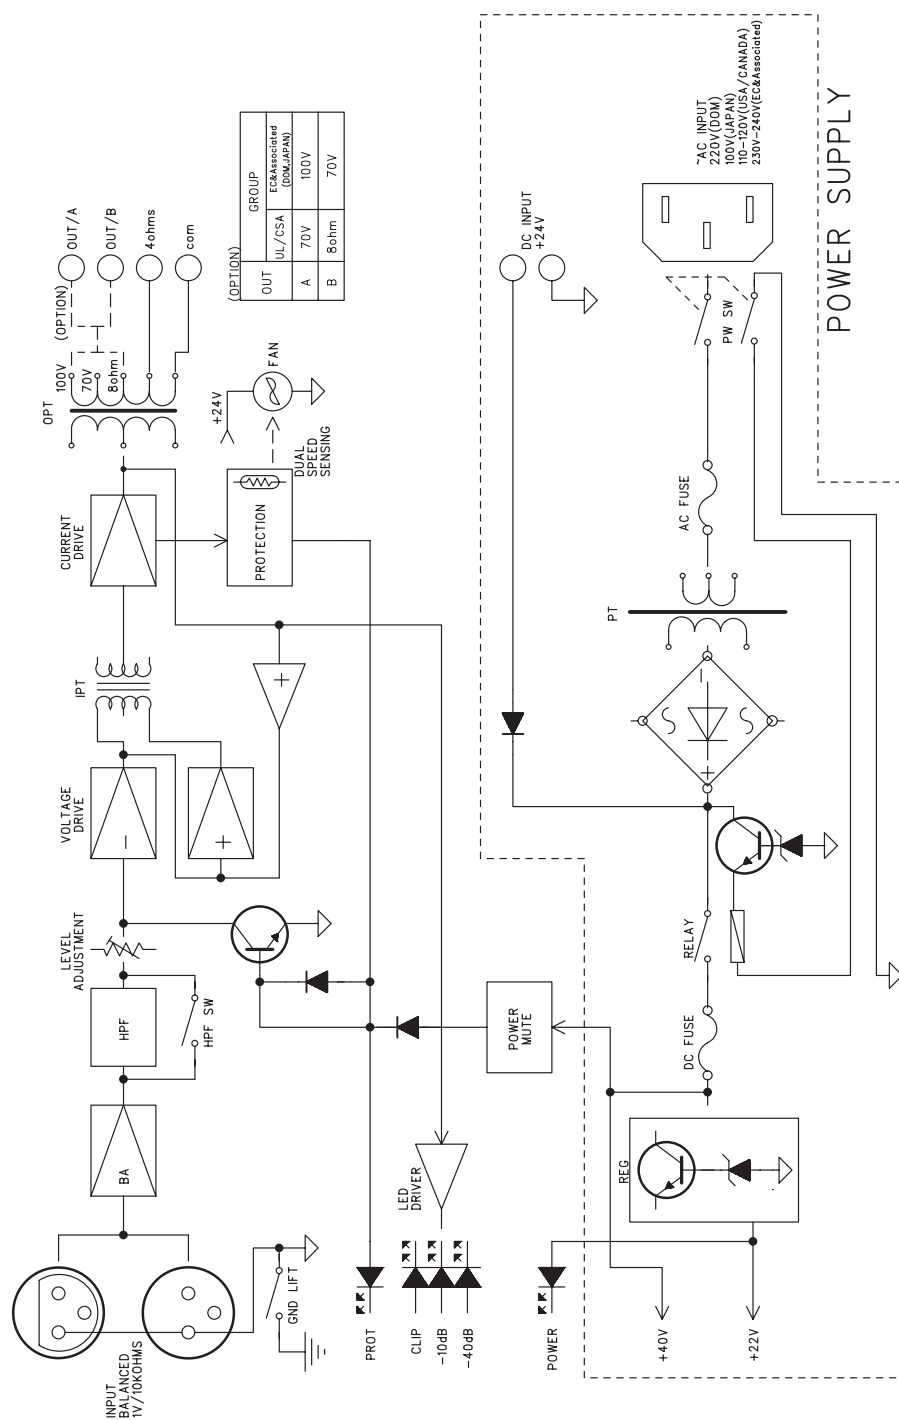 INPUT
BALANCED
1V/10KOHMS
GND LIFT
BA
HPF
HPF SW
LEVEL
ADJUSTMENT
VOLTAGE
DRIVE
−
+
IPT
+
CURRENT
DRIVE
PROTECTION
DUAL
SPEED
SENSING
+24V
FAN
OPT
100V
70V
8ohm
(OPTION)
OUT/A
OUT/B
4ohms
com
(OPTION)
OUT
GROUP
UL/CSA
EC&Associated
(DOM,JAPAN)
A
70V
100V
B
8ohm
70V
PROT
CLIP
-10dB
-40dB
LED
DRIVER
POWER
MUTE
POWER
+40V
+22V
REG
DC FUSE
RELAY
+
−
PT
AC FUSE
PW SW
DC INPUT
+24V
~AC INPUT
220V(DOM)
100V(JAPAN)
110-120V(USA/CANADA)
230V-240V(EC&Associated)
POWER SUPPLY